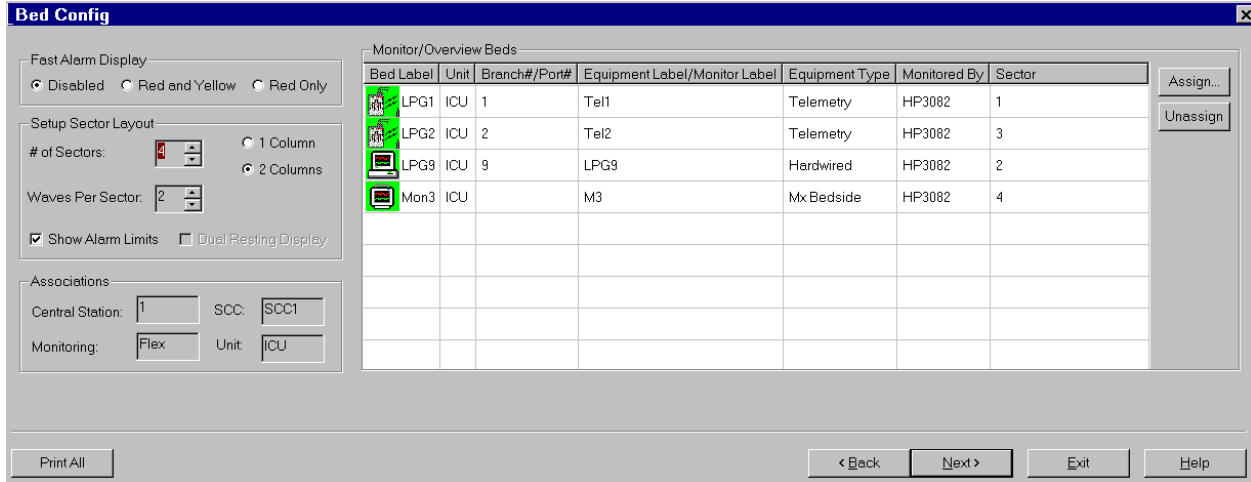 Bed Config
Fast Alarm Display
Disabled Red and Yellow Red Only
Setup Sector Layout
# of Sectors: 4
1 Column
2 Columns
Waves Per Sector: 2
Show Alarm Limits Dual Resting Display
Associations
Central Station: 1 SCC: SCC1
Monitoring: Flex Unit: ICU
Monitor/Overview Beds
Bed Label Unit Branch#/Port# Equipment Label/Monitor Label Equipment Type Monitored By Sector
LPG1 ICU 1 Tel1 Telemetry HP3082 1
LPG2 ICU 2 Tel2 Telemetry HP3082 3
LPG9 ICU 9 LPG9 Hardwired HP3082 2
Mon3 ICU M3 Mx Bedside HP3082 4
Assign...
Unassign
Print All < Back Next > Exit Help